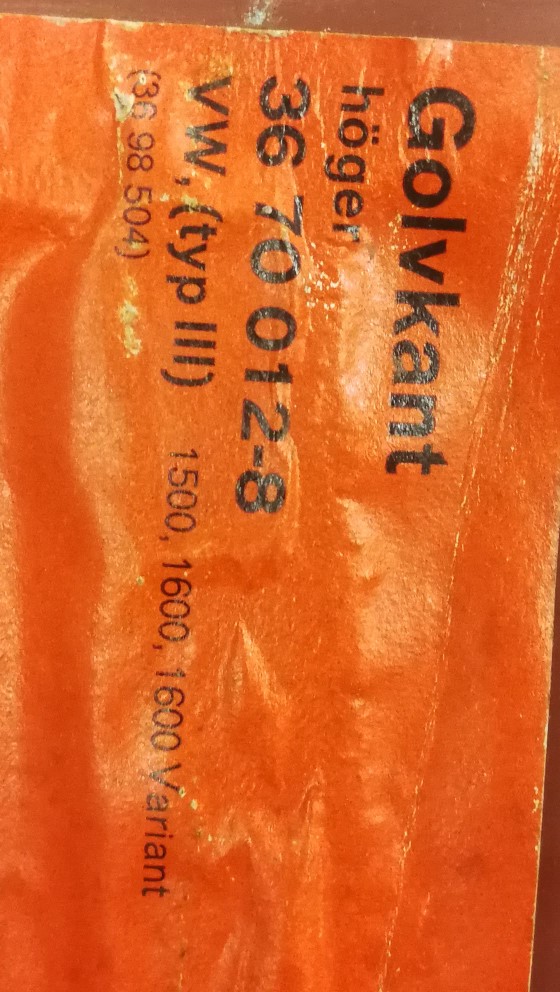 Golvkant
höger
36 70 012-8
VW, (typ III) 1500, 1600, 1600 Variant
(36 98 504)